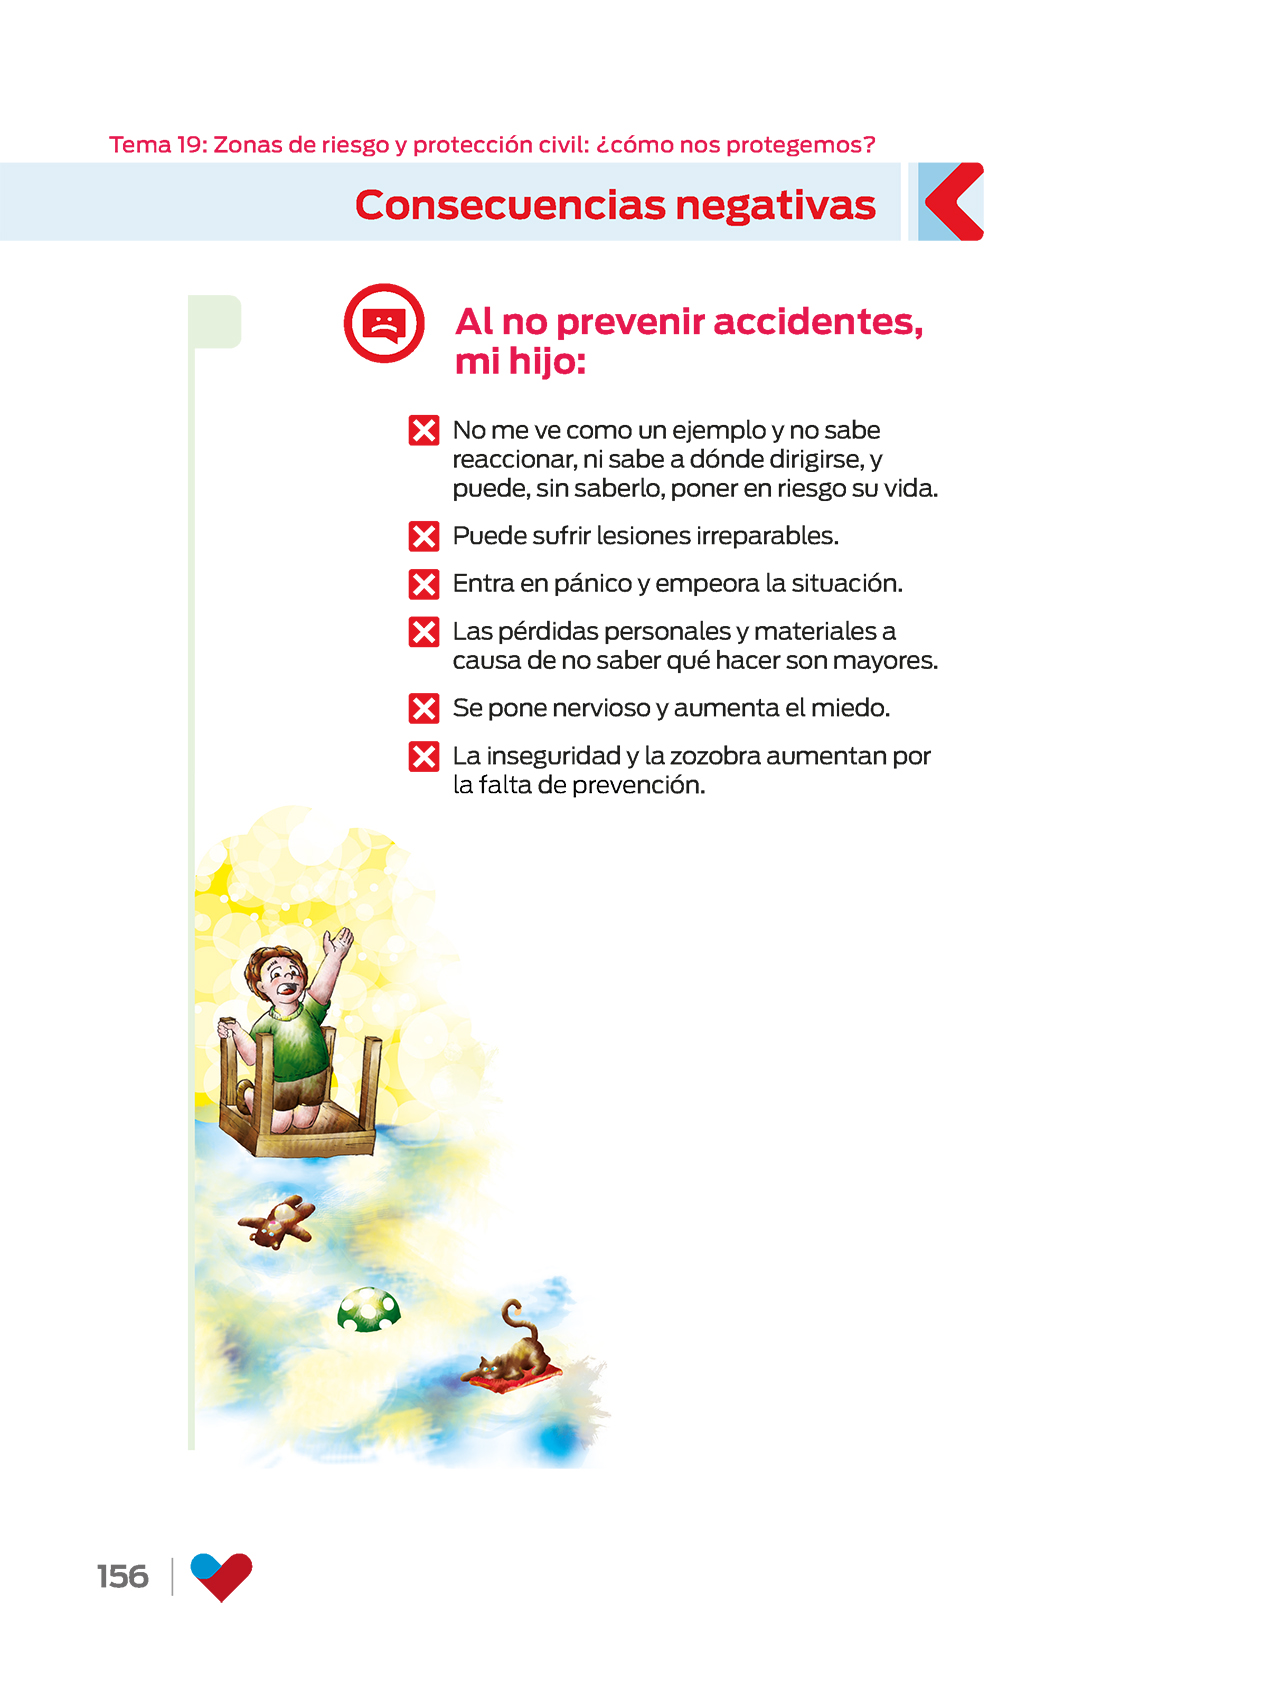 Tema 19: Zonas de riesgo y protección civil: ¿cómo nos protegemos?
Consecuencias negativas
Al no prevenir accidentes,
mi hijo:
No me ve como un ejemplo y no sabe
reaccionar, ni sabe a dónde dirigirse, y
puede, sin saberlo, poner en riesgo su vida.
Puede sufrir lesiones irreparables.
Entra en pánico y empeora la situación.
Las pérdidas personales y materiales a
causa de no saber qué hacer son mayores.
Se pone nervioso y aumenta el miedo.
La inseguridad y la zozobra aumentan por
la falta de prevención.
156